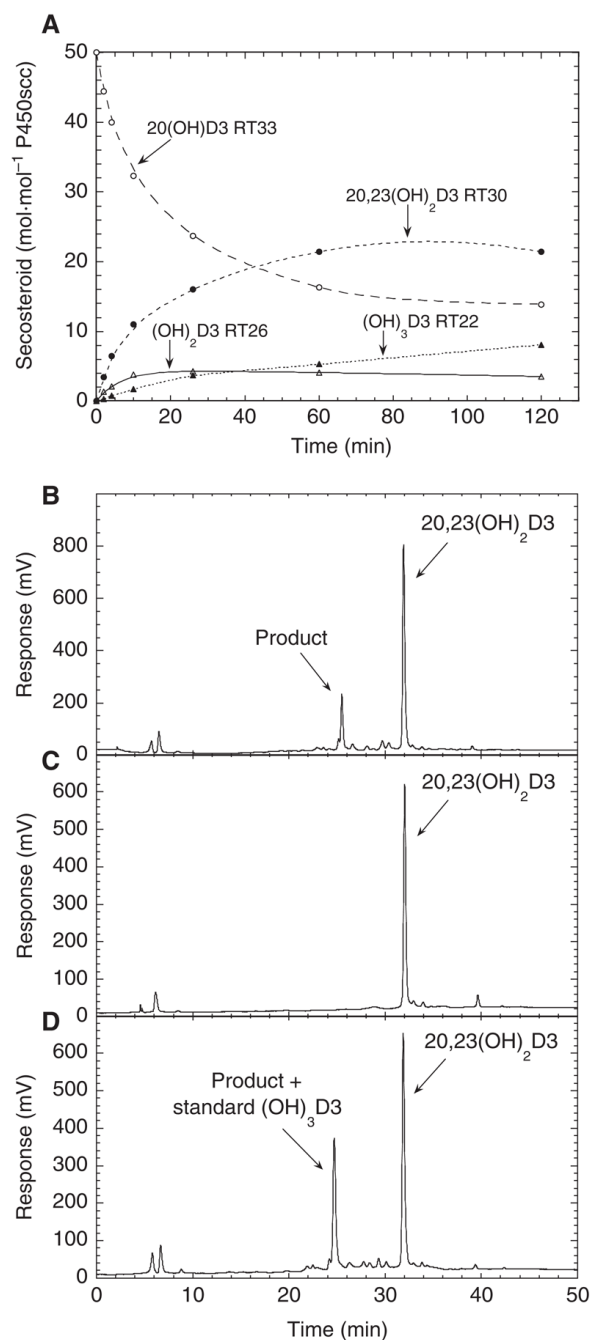 A
Secosteroid (mol·mol⁻¹ P450scc)
50
40
30
20
10
0
20(OH)D3 RT33
20,23(OH)₂D3 RT30
(OH)₂D3 RT26
(OH)₃D3 RT22
0 20 40 60 80 100 120
Time (min)
B
Response (mV)
800
600
400
200
0
20,23(OH)₂D3
Product
C
Response (mV)
600
500
400
300
200
100
0
20,23(OH)₂D3
D
Response (mV)
600
500
400
300
200
100
0
20,23(OH)₂D3
Product +
standard (OH)₃D3
0 10 20 30 40 50
Time (min)